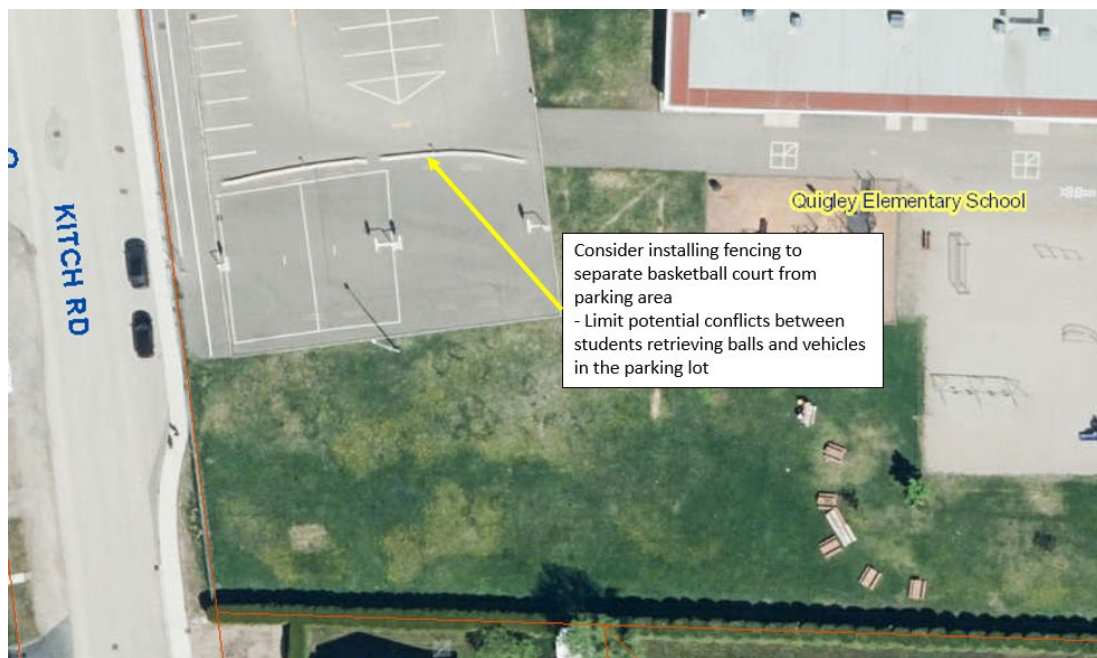 KITCH RD
Quigley Elementary School
Consider installing fencing to
separate basketball court from
parking area
- Limit potential conflicts between
students retrieving balls and vehicles
in the parking lot